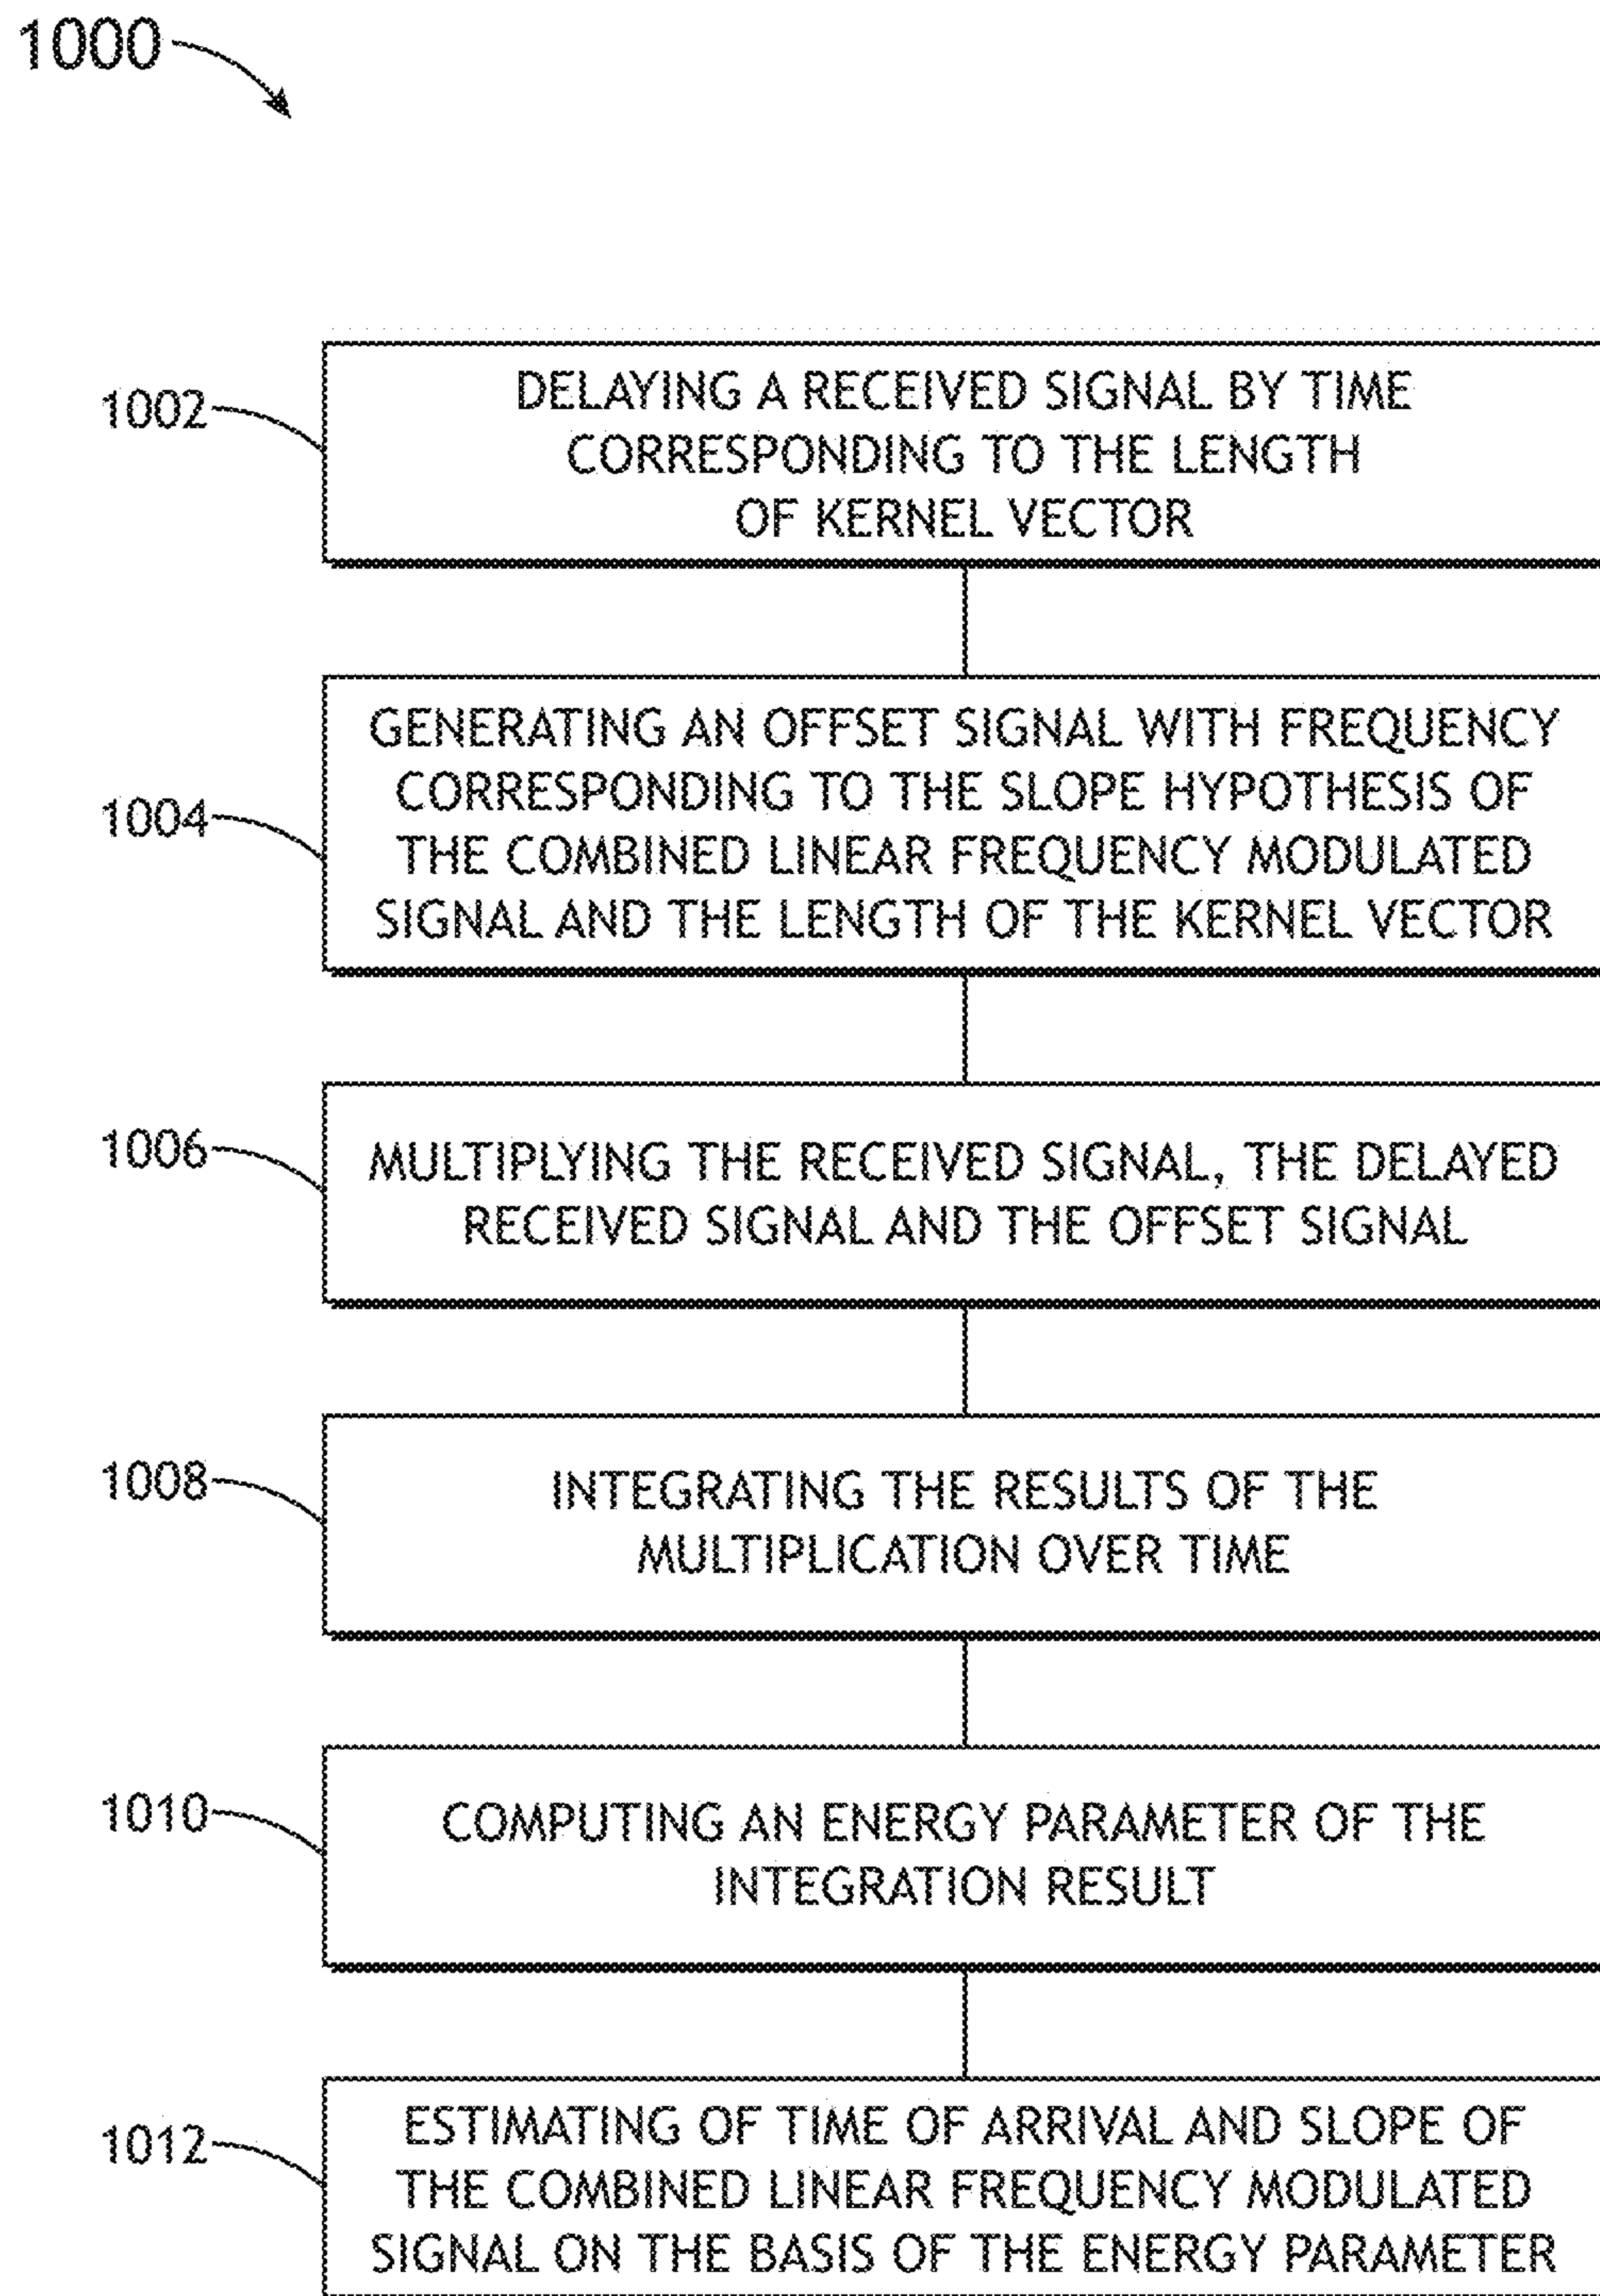 1000
1002
DELAYING A RECEIVED SIGNAL BY TIME
CORRESPONDING TO THE LENGTH
OF KERNEL VECTOR
1004
GENERATING AN OFFSET SIGNAL WITH FREQUENCY
CORRESPONDING TO THE SLOPE HYPOTHESIS OF
THE COMBINED LINEAR FREQUENCY MODULATED
SIGNAL AND THE LENGTH OF THE KERNEL VECTOR
1006
MULTIPLYING THE RECEIVED SIGNAL, THE DELAYED
RECEIVED SIGNAL AND THE OFFSET SIGNAL
1008
INTEGRATING THE RESULTS OF THE
MULTIPLICATION OVER TIME
1010
COMPUTING AN ENERGY PARAMETER OF THE
INTEGRATION RESULT
1012
ESTIMATING OF TIME OF ARRIVAL AND SLOPE OF
THE COMBINED LINEAR FREQUENCY MODULATED
SIGNAL ON THE BASIS OF THE ENERGY PARAMETER